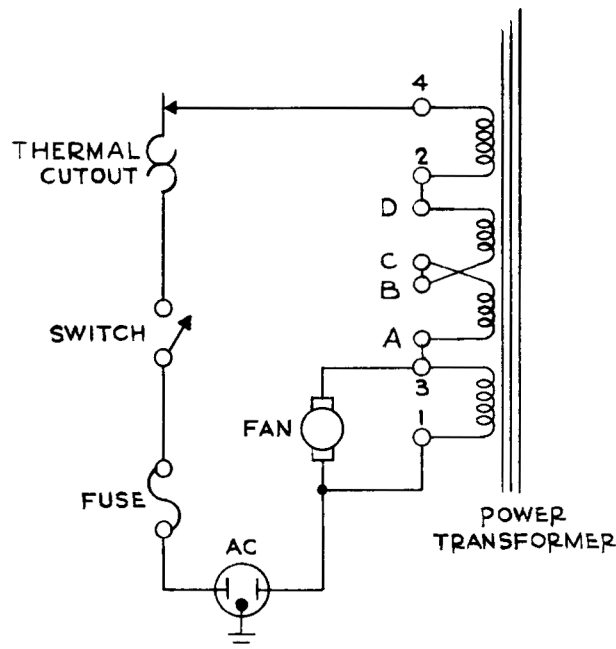 4
THERMAL
CUTOUT
2
D
C
B
SWITCH
A
3
FAN
1
FUSE
AC
POWER
TRANSFORMER